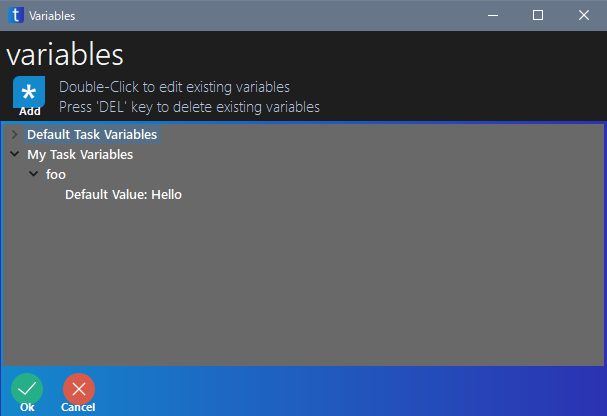 Variables
variables
Add
Double-Click to edit existing variables
Press 'DEL' key to delete existing variables
Default Task Variables
My Task Variables
foo
Default Value: Hello
Ok
Cancel